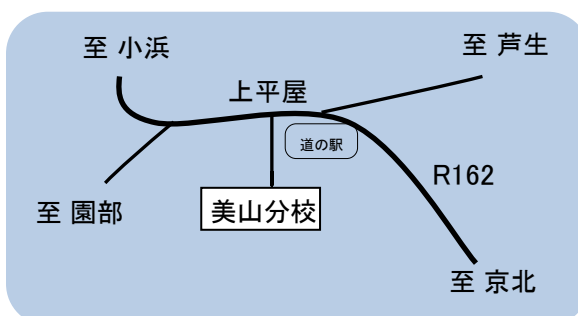 至 小浜
至 芦生
上平屋
道の駅
R162
至 園部
美山分校
至 京北